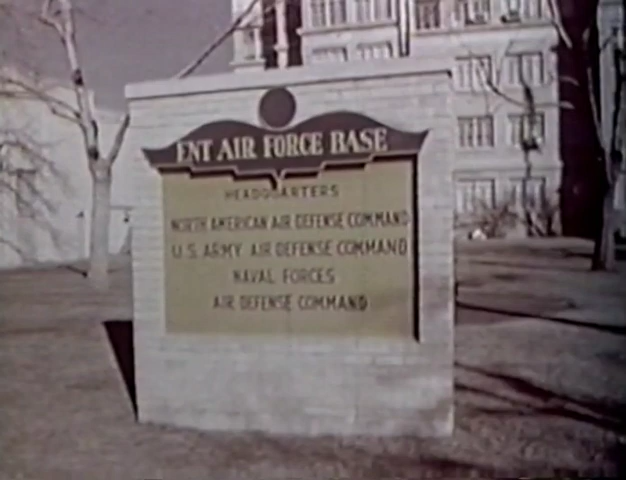 ENT AIR FORCE BASE
HEADQUARTERS
NORTH AMERICAN AIR DEFENSE COMMAND
U.S. ARMY AIR DEFENSE COMMAND
NAVAL FORCES
AIR DEFENSE COMMAND